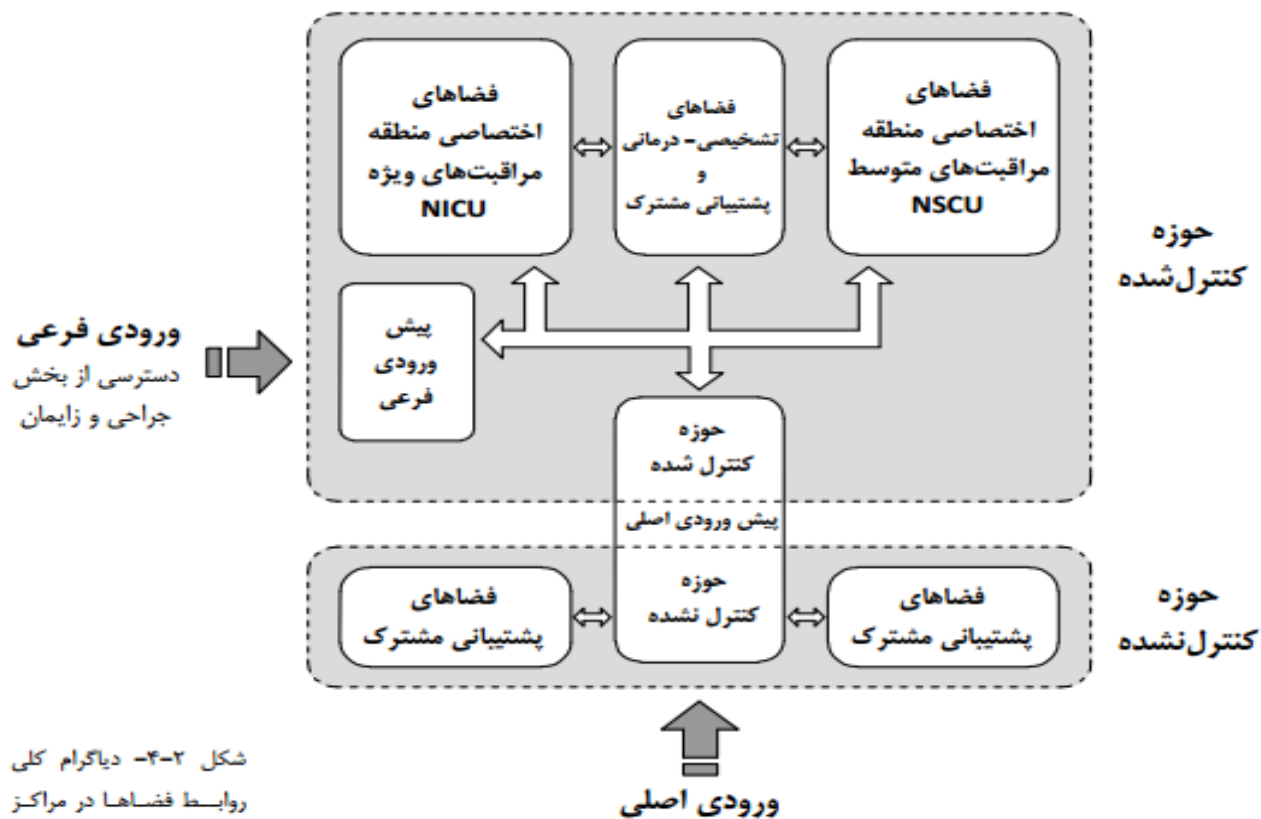 فضاهای
اختصاصی منطقه
مراقبت‌های متوسط
NSCU
فضاهای
تشخیصی- درمانی
و
پشتیبانی مشترک
فضاهای
اختصاصی منطقه
مراقبت‌های ویژه
NICU
حوزه
کنترل‌شده
پیش
ورودی
فرعی
ورودی فرعی
دسترسی از بخش
جراحی و زایمان
حوزه
کنترل شده
پیش ورودی اصلی
حوزه
کنترل نشده
فضاهای
پشتیبانی مشترک
فضاهای
پشتیبانی مشترک
حوزه
کنترل‌نشده
ورودی اصلی
شکل ۲-۴- دیاگرام کلی
روابــط فضــاهــا در مراکــز